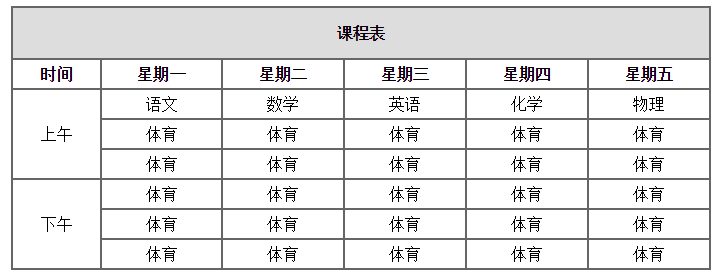 课程表
时间 星期一 星期二 星期三 星期四 星期五
上午 语文 数学 英语 化学 物理
体育 体育 体育 体育 体育
体育 体育 体育 体育 体育
下午 体育 体育 体育 体育 体育
体育 体育 体育 体育 体育
体育 体育 体育 体育 体育